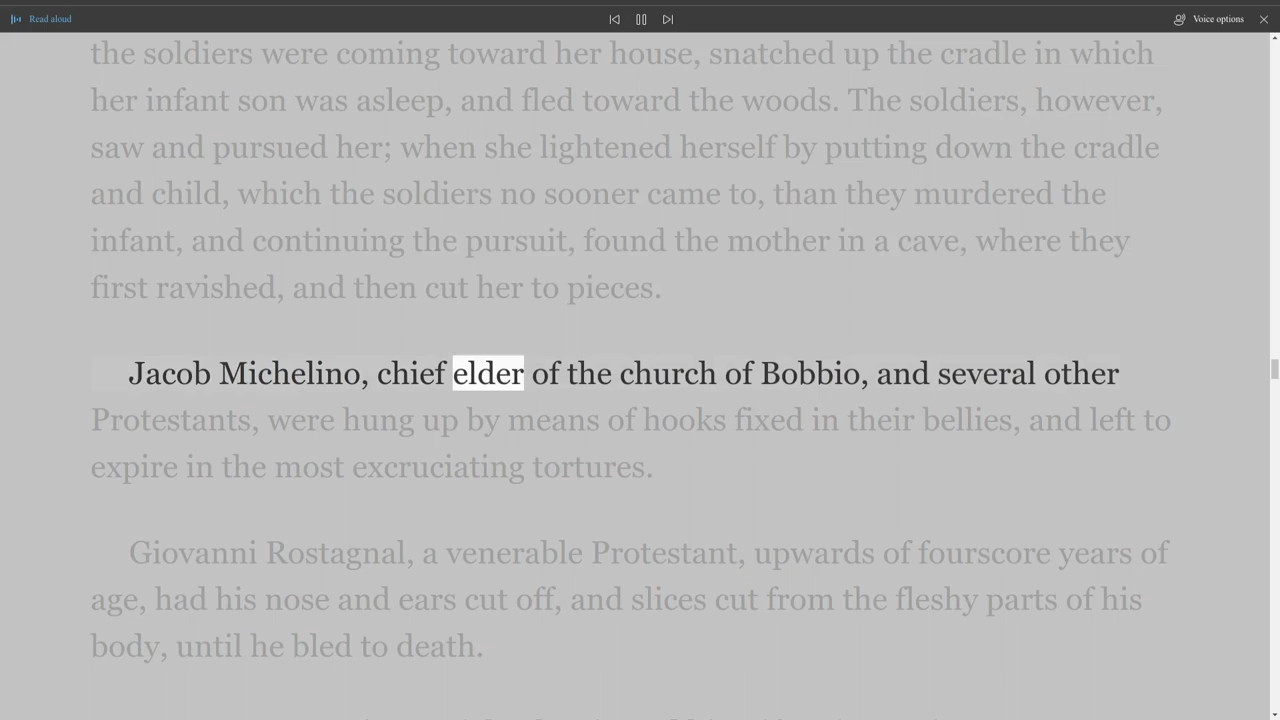 Read aloud
Voice options
the soldiers were coming toward her house, snatched up the cradle in which
her infant son was asleep, and fled toward the woods. The soldiers, however,
saw and pursued her; when she lightened herself by putting down the cradle
and child, which the soldiers no sooner came to, than they murdered the
infant, and continuing the pursuit, found the mother in a cave, where they
first ravished, and then cut her to pieces.
Jacob Michelino, chief elder of the church of Bobbio, and several other
Protestants, were hung up by means of hooks fixed in their bellies, and left to
expire in the most excruciating tortures.
Giovanni Rostagnal, a venerable Protestant, upwards of fourscore years of
age, had his nose and ears cut off, and slices cut from the fleshy parts of his
body, until he bled to death.